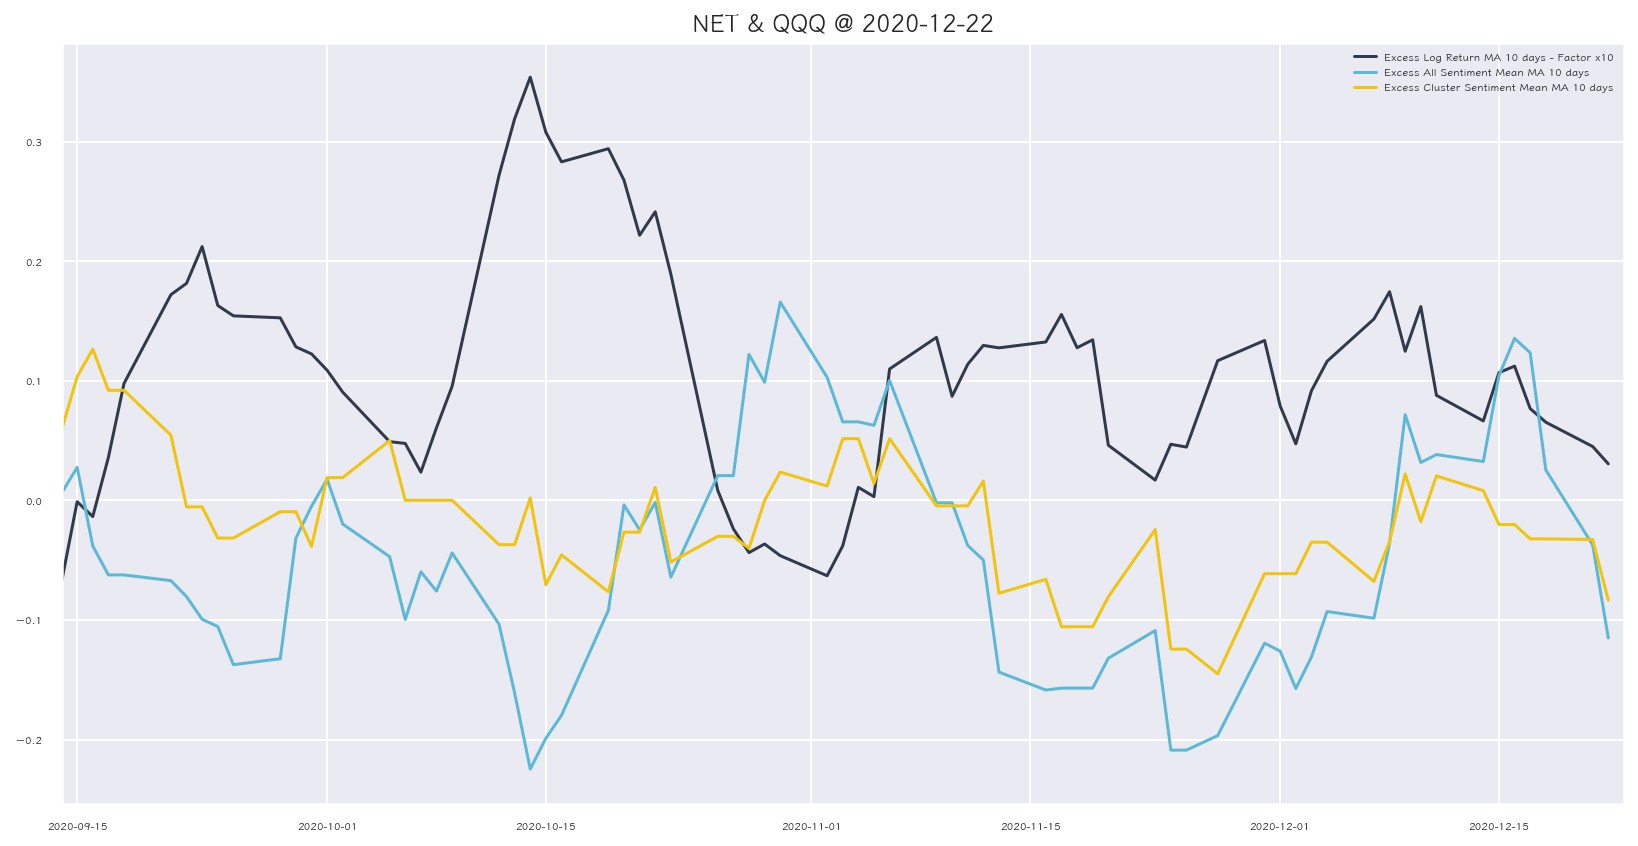 NET & QQQ @ 2020-12-22
Excess Log Return MA 10 days - Factor x10
Excess All Sentiment Mean MA 10 days
Excess Cluster Sentiment Mean MA 10 days
0.3
0.2
0.1
0.0
−0.1
−0.2
2020-09-15 2020-10-01 2020-10-15 2020-11-01 2020-11-15 2020-12-01 2020-12-15